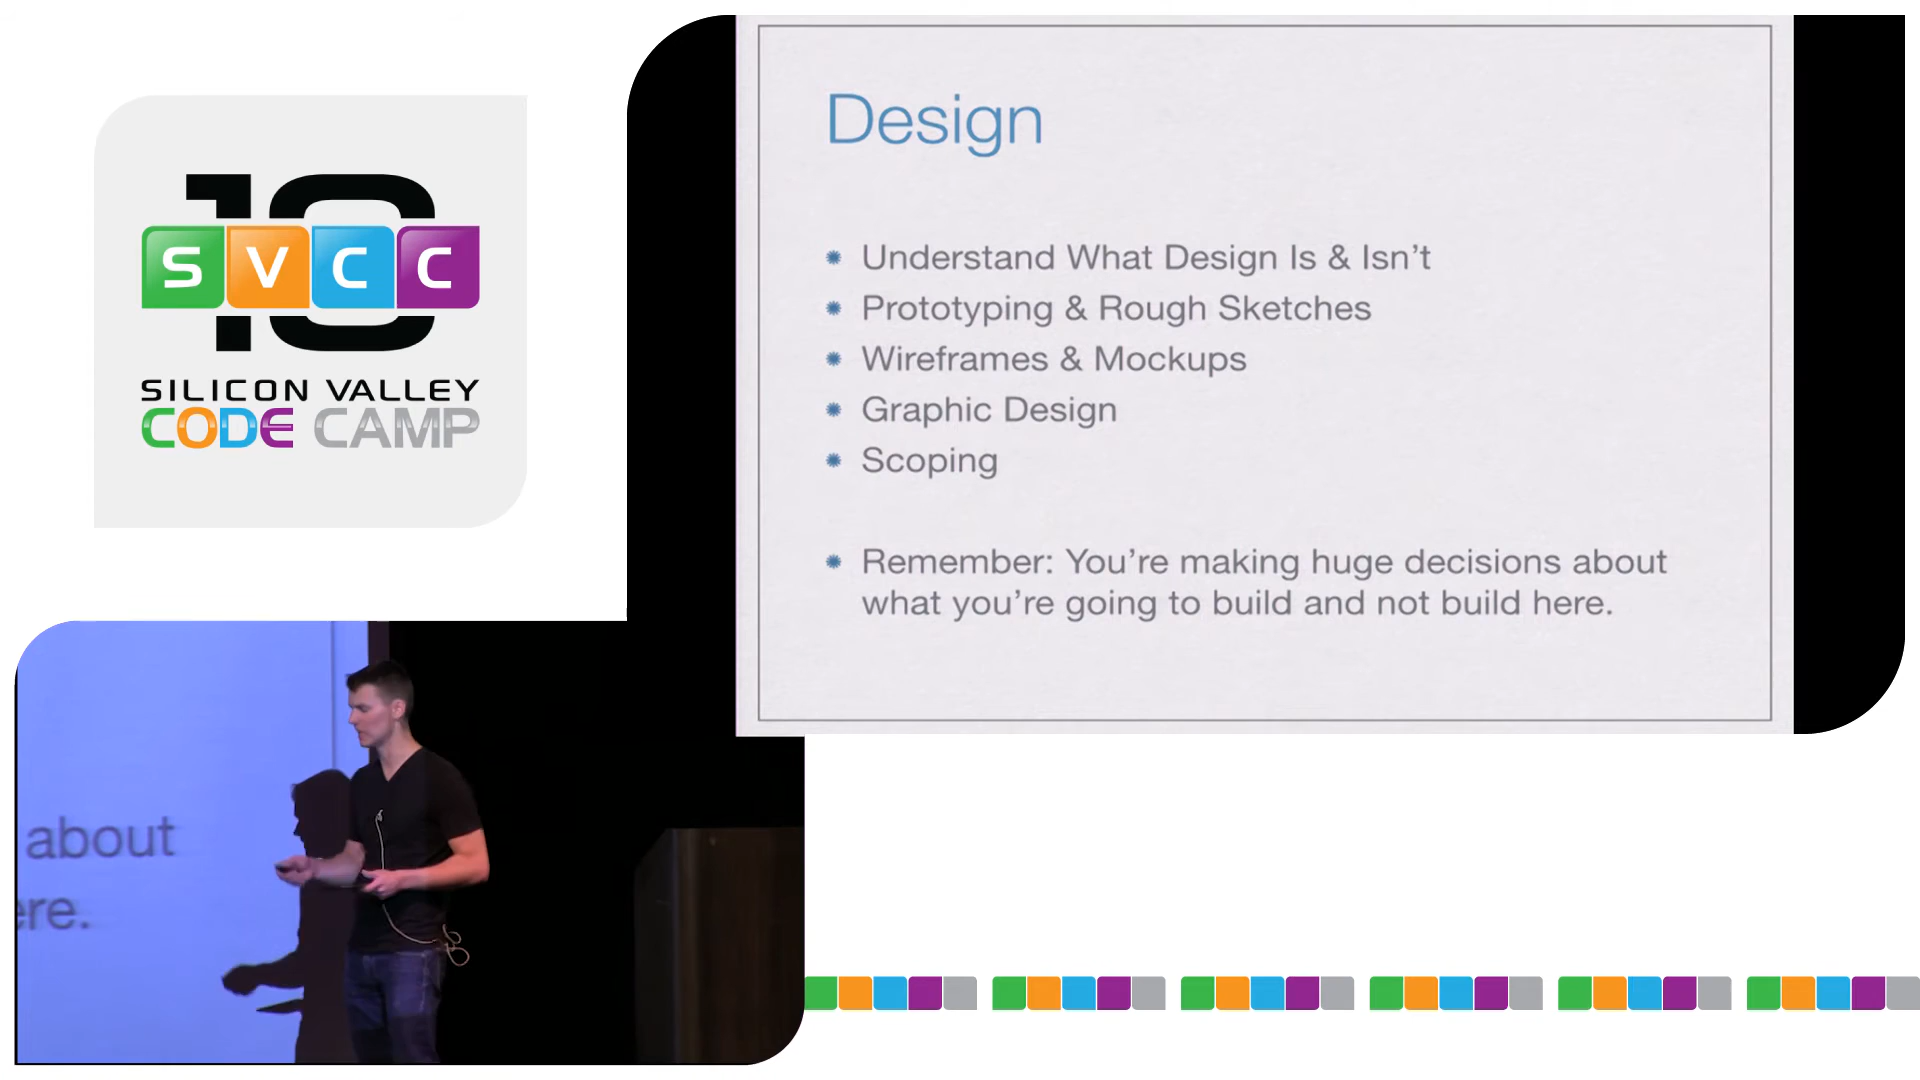 10
SVCC
SILICON VALLEY
CODE CAMP
Design
Understand What Design Is & Isn’t
Prototyping & Rough Sketches
Wireframes & Mockups
Graphic Design
Scoping
Remember: You’re making huge decisions about
what you’re going to build and not build here.
about
ere.